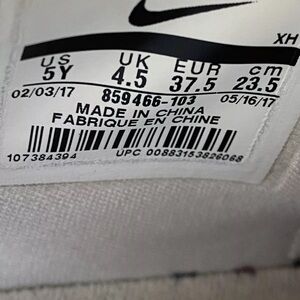 XH
US UK EUR cm
5Y 4.5 37.5 23.5
02/03/17 859466-103 05/16/17
MADE IN CHINA
FABRIQUE EN CHINE
107384394 UPC 00883153826068